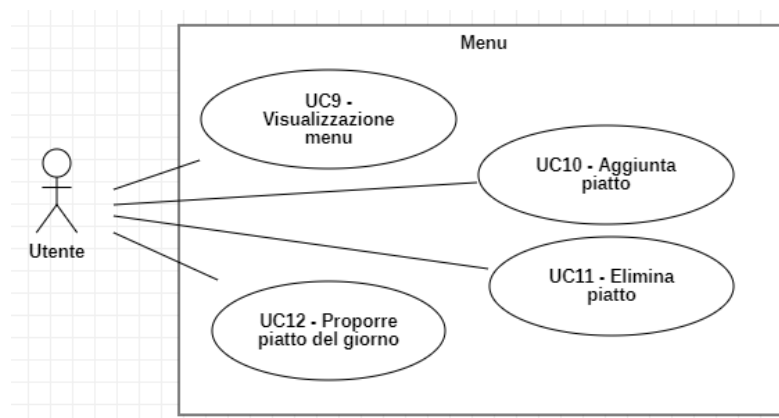 Menu
UC9 -
Visualizzazione
menu
UC10 - Aggiunta
piatto
Utente
UC11 - Elimina
piatto
UC12 - Proporre
piatto del giorno